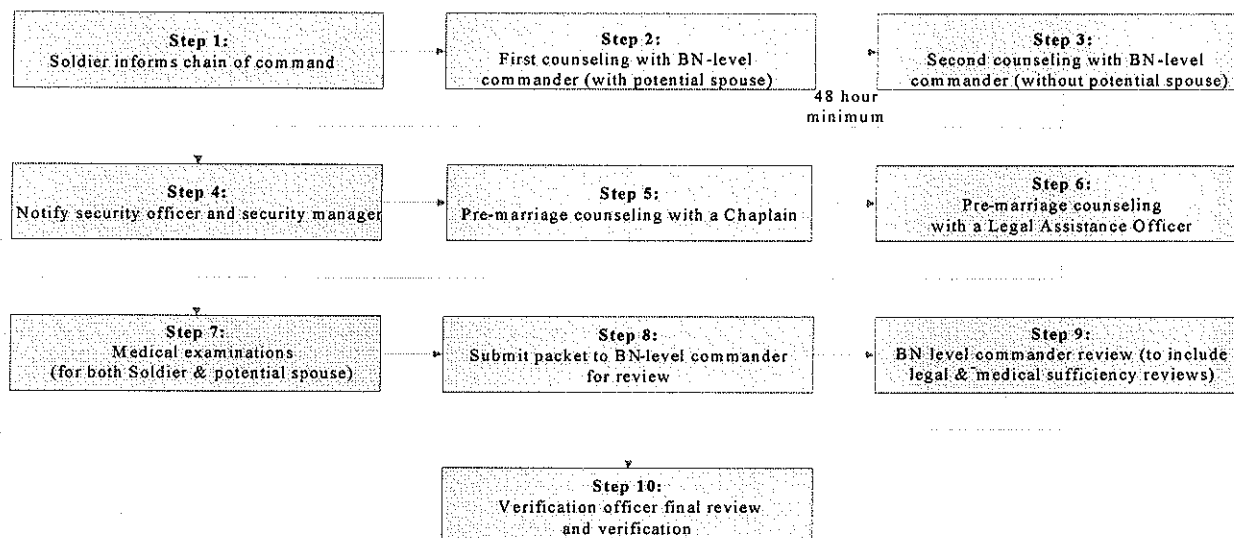 Step 1:
Soldier informs chain of command
Step 2:
First counseling with BN-level
commander (with potential spouse)
48 hour
minimum
Step 3:
Second counseling with BN-level
commander (without potential spouse)
Step 4:
Notify security officer and security manager
Step 5:
Pre-marriage counseling with a Chaplain
Step 6:
Pre-marriage counseling
with a Legal Assistance Officer
Step 7:
Medical examinations
(for both Soldier & potential spouse)
Step 8:
Submit packet to BN-level commander
for review
Step 9:
BN level commander review (to include
legal & medical sufficiency reviews)
Step 10:
Verification officer final review
and verification